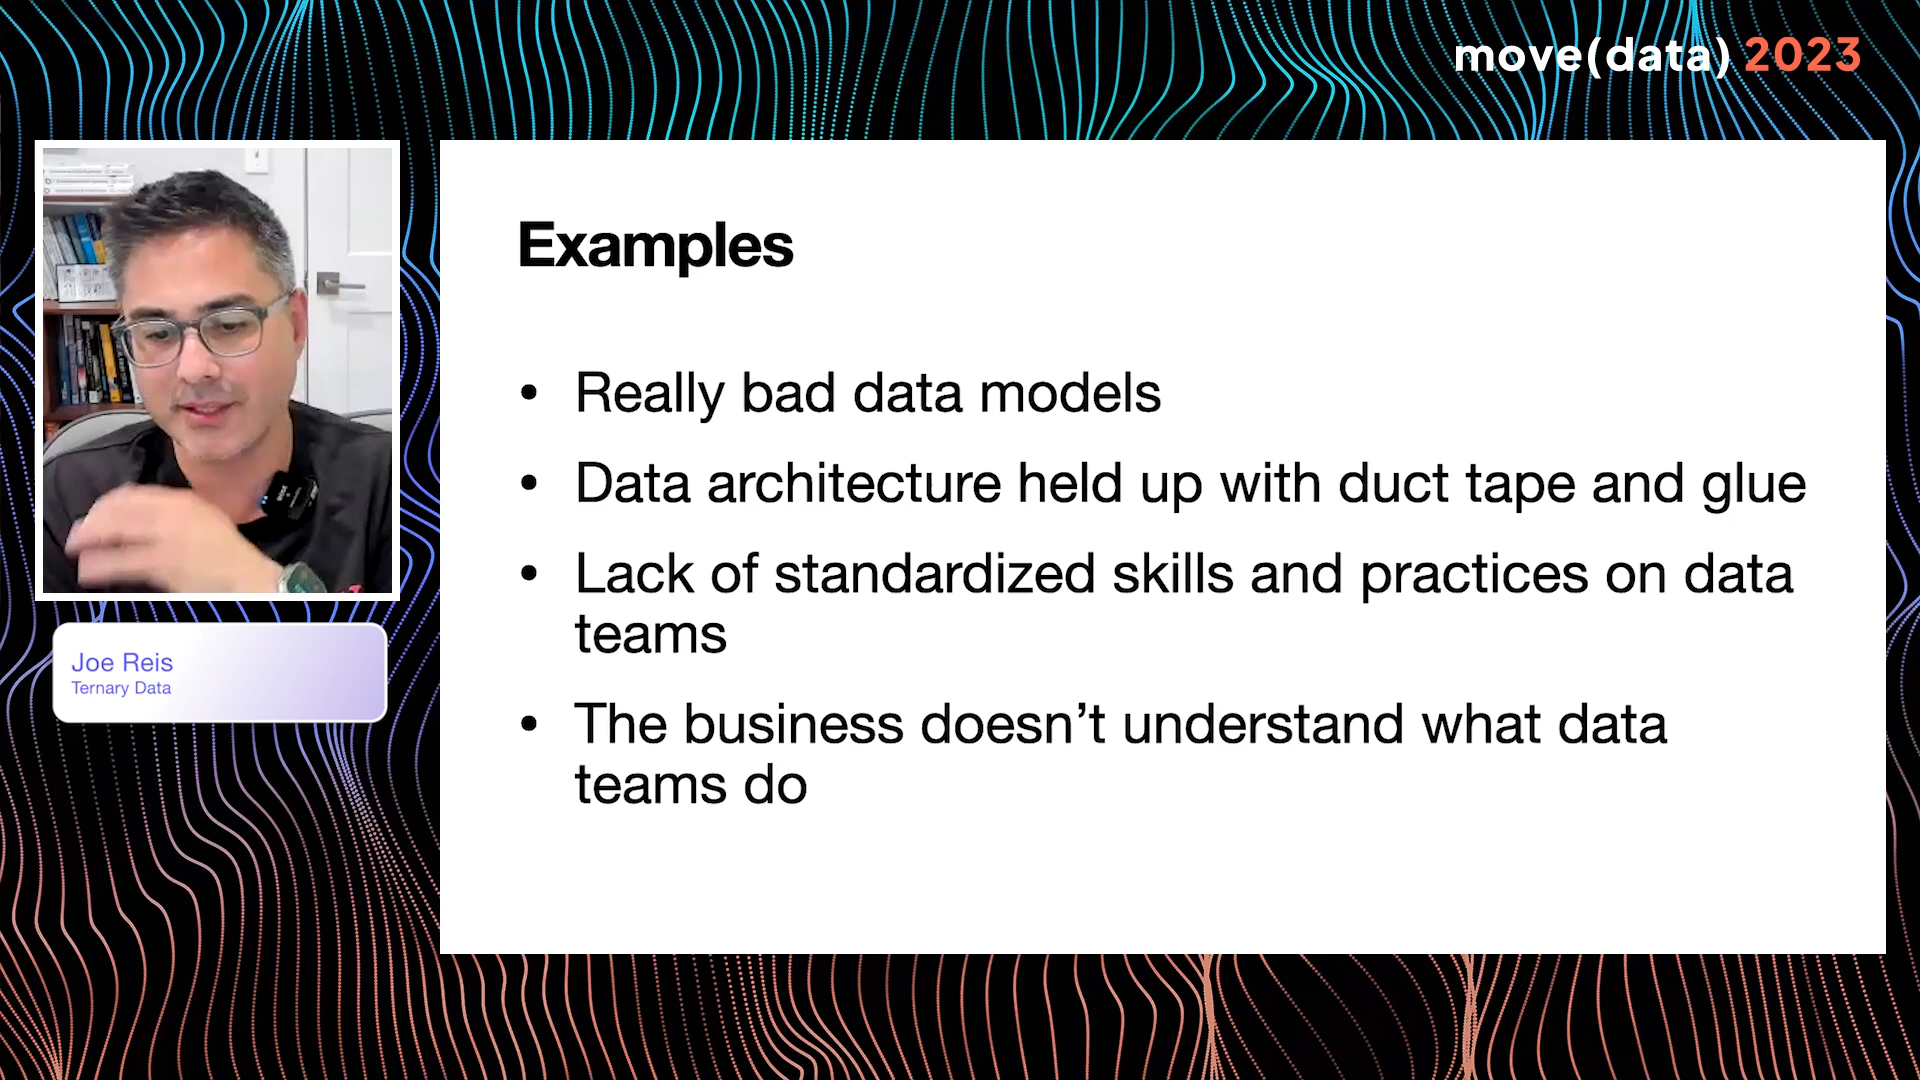 move(data) 2023
Examples
• Really bad data models
• Data architecture held up with duct tape and glue
• Lack of standardized skills and practices on data
teams
• The business doesn’t understand what data
teams do
Joe Reis
Ternary Data